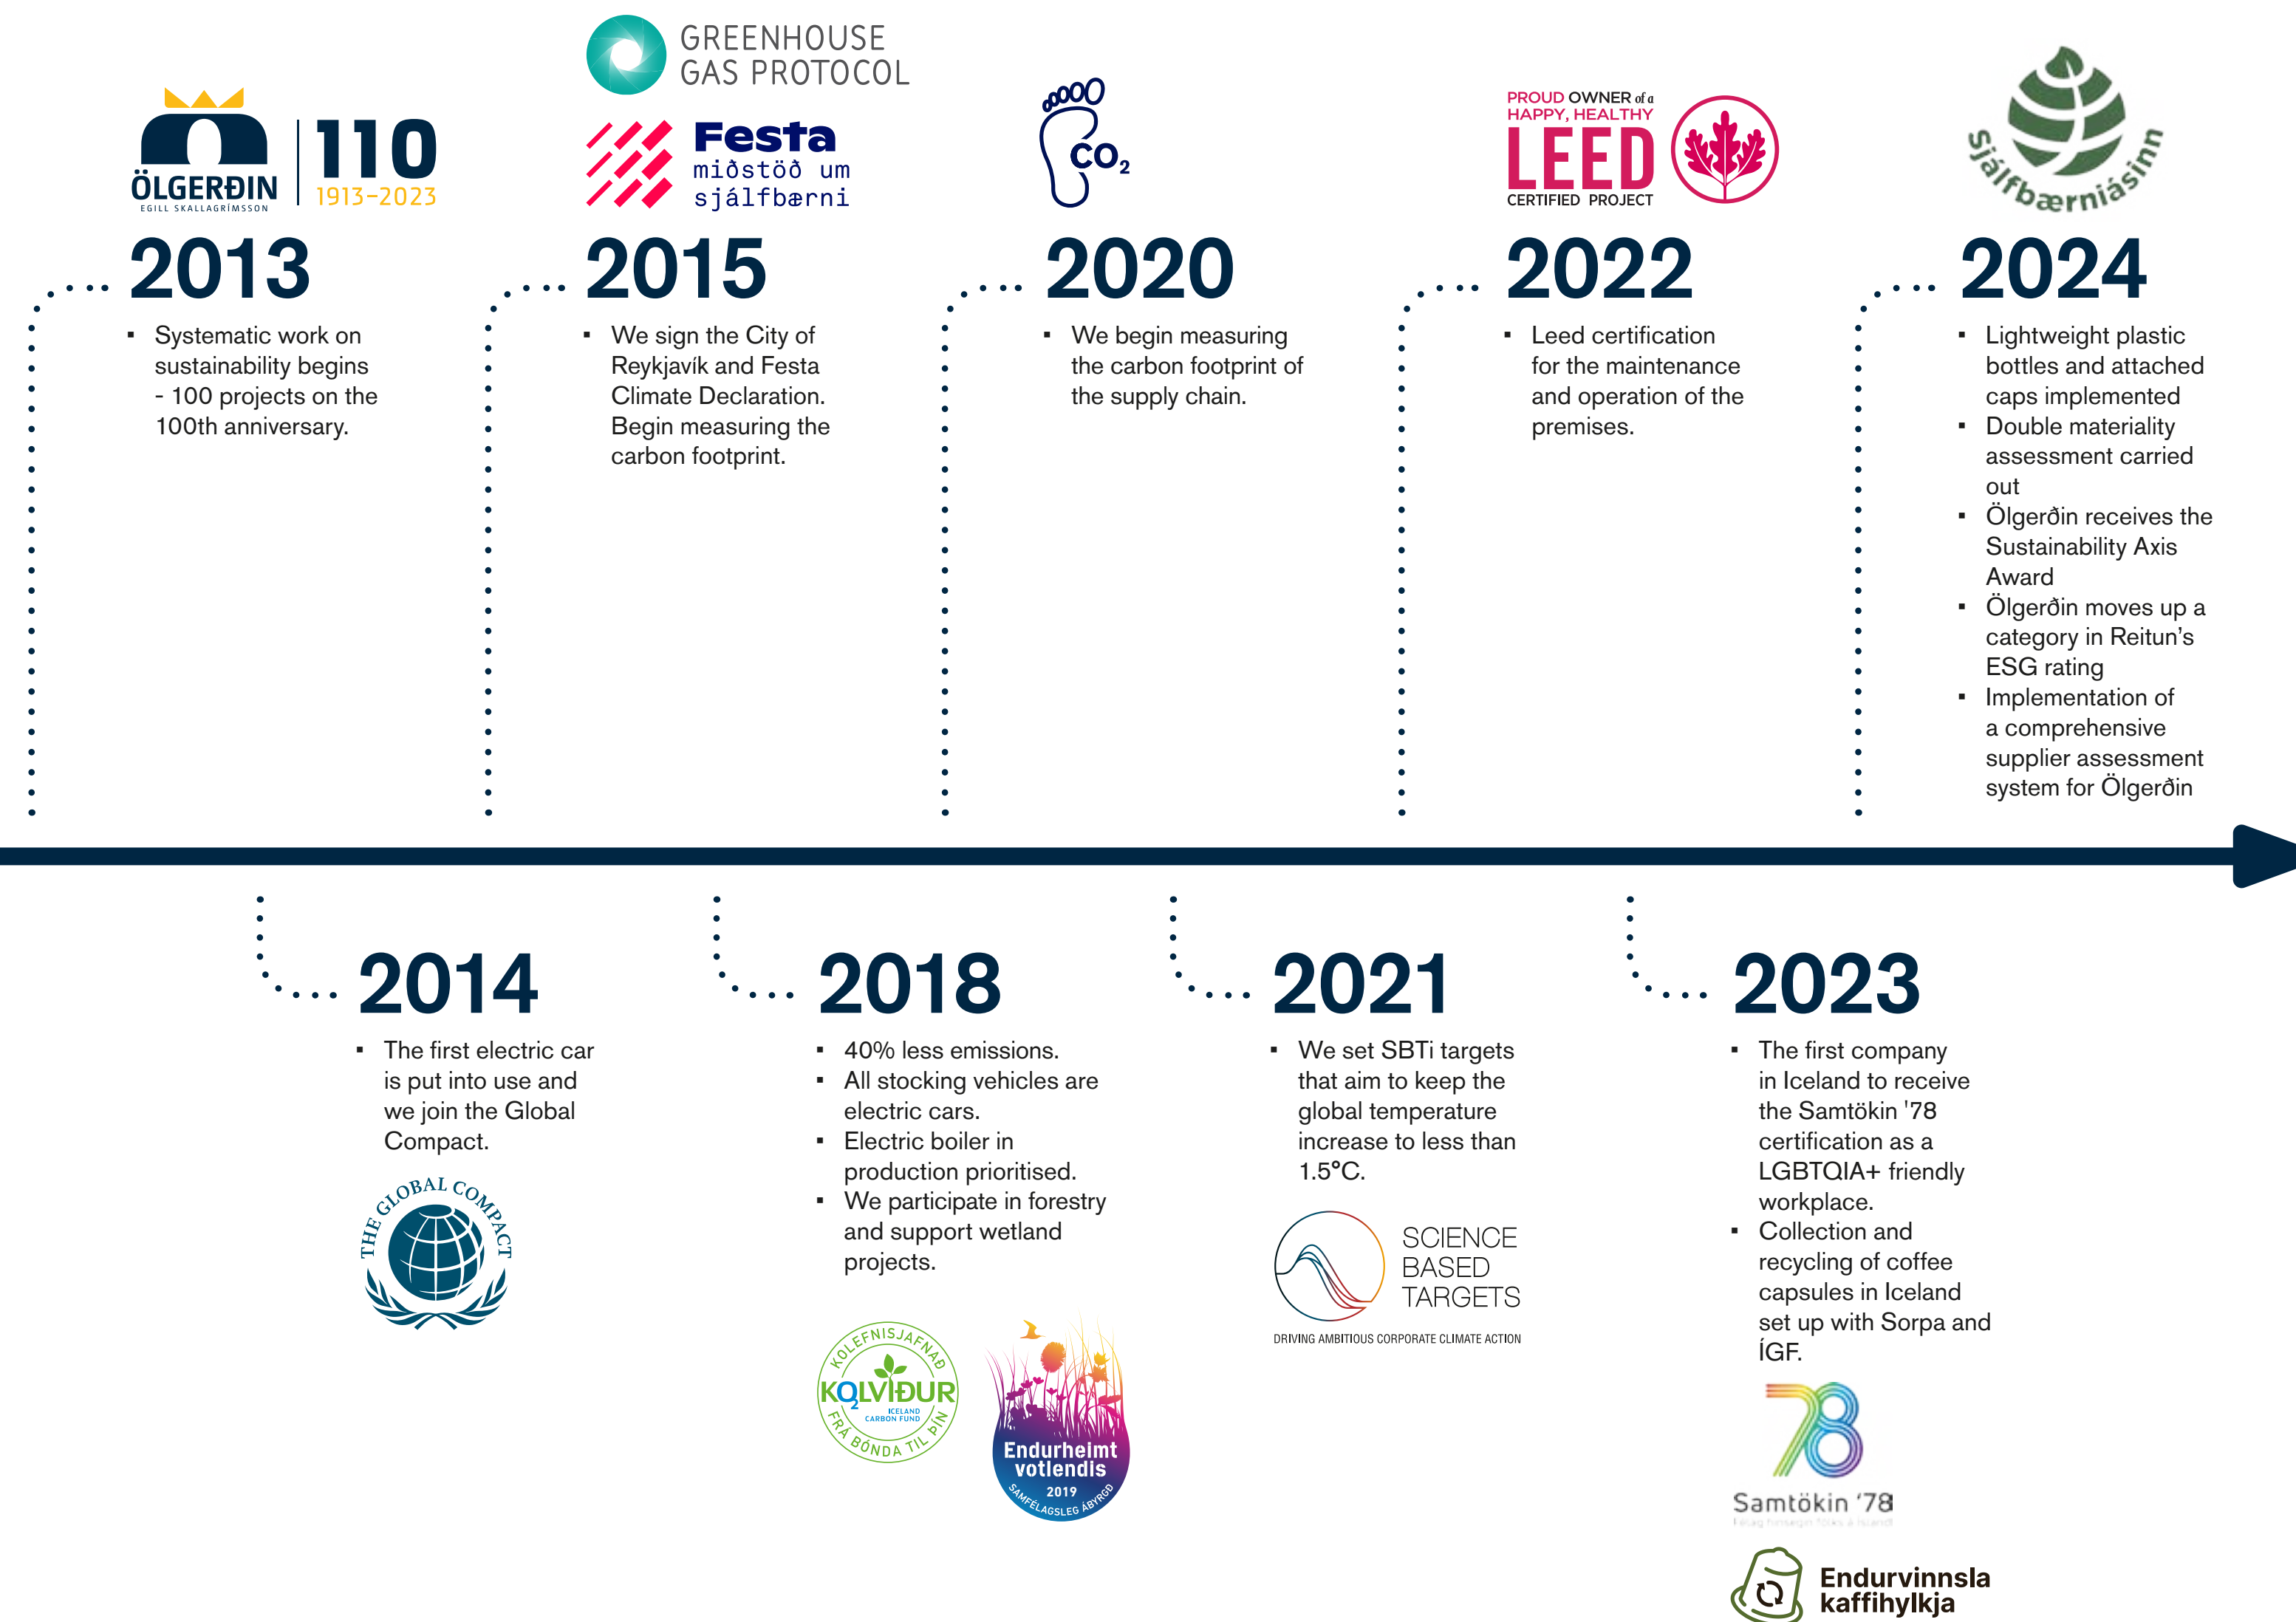 ÖLGERÐIN
EGILL SKALLAGRÍMSSON
110
1913–2023
2013
▪ Systematic work on
sustainability begins
- 100 projects on the
100th anniversary.
GREENHOUSE
GAS PROTOCOL
Festa
miðstöð um
sjálfbærni
2015
▪ We sign the City of
Reykjavík and Festa
Climate Declaration.
Begin measuring the
carbon footprint.
CO2
2020
▪ We begin measuring
the carbon footprint of
the supply chain.
PROUD OWNER of a
HAPPY, HEALTHY
LEED
CERTIFIED PROJECT
2022
▪ Leed certification
for the maintenance
and operation of the
premises.
Sjálfbærniásinn
2024
▪ Lightweight plastic
bottles and attached
caps implemented
▪ Double materiality
assessment carried
out
▪ Ölgerðin receives the
Sustainability Axis
Award
▪ Ölgerðin moves up a
category in Reitun's
ESG rating
▪ Implementation of
a comprehensive
supplier assessment
system for Ölgerðin
2014
▪ The first electric car
is put into use and
we join the Global
Compact.
THE GLOBAL COMPACT
2018
▪ 40% less emissions.
▪ All stocking vehicles are
electric cars.
▪ Electric boiler in
production prioritised.
▪ We participate in forestry
and support wetland
projects.
KOLEFNISJAFNAÐ
KO2LVIÐUR
ICELAND
CARBON FUND
FRÁ BÓNDA TIL ÞÍN
Endurheimt
votlendis
2019
SAMFÉLAGSLEG ÁBYRGÐ
2021
▪ We set SBTi targets
that aim to keep the
global temperature
increase to less than
1.5°C.
SCIENCE
BASED
TARGETS
DRIVING AMBITIOUS CORPORATE CLIMATE ACTION
2023
▪ The first company
in Iceland to receive
the Samtökin '78
certification as a
LGBTQIA+ friendly
workplace.
▪ Collection and
recycling of coffee
capsules in Iceland
set up with Sorpa and
ÍGF.
78
Samtökin '78
Félag hinsegin fólks á Íslandi
Endurvinnsla
kaffihylkja